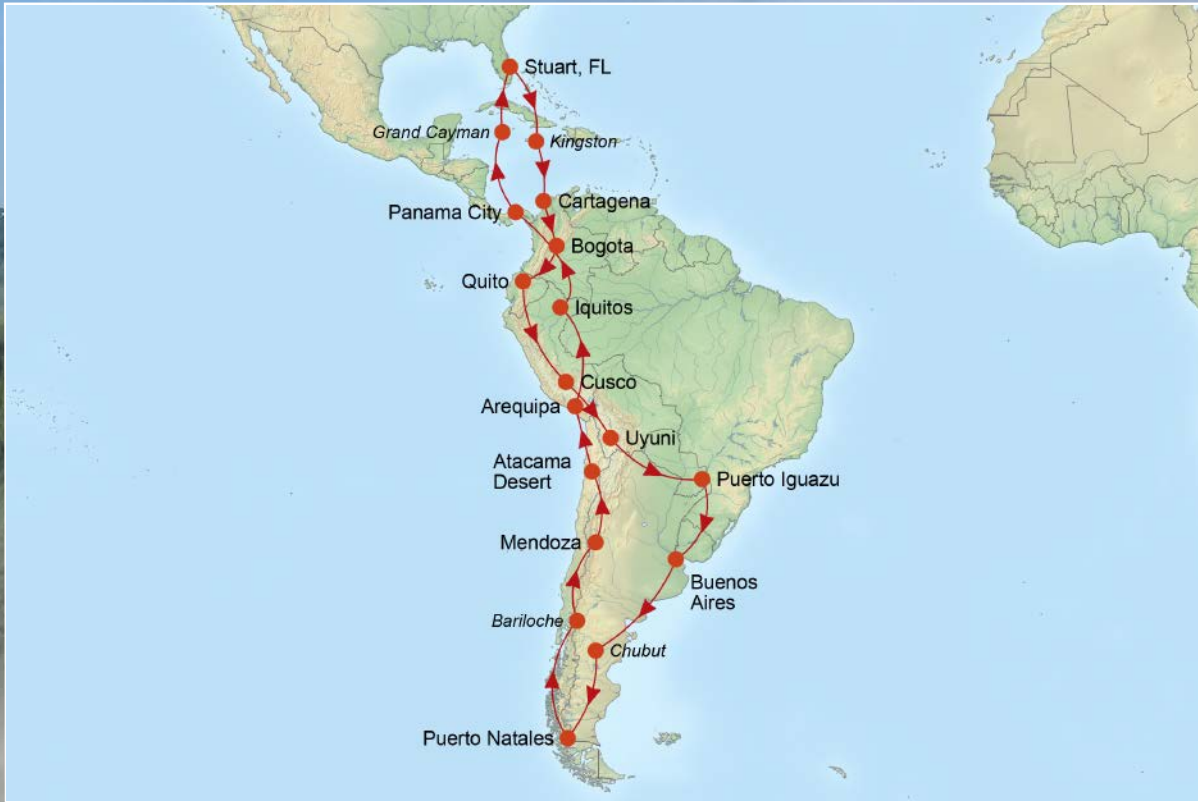 Stuart, FL
Grand Cayman
Kingston
Cartagena
Panama City
Bogota
Quito
Iquitos
Cusco
Arequipa
Uyuni
Atacama
Desert
Puerto Iguazu
Mendoza
Buenos
Aires
Bariloche
Chubut
Puerto Natales